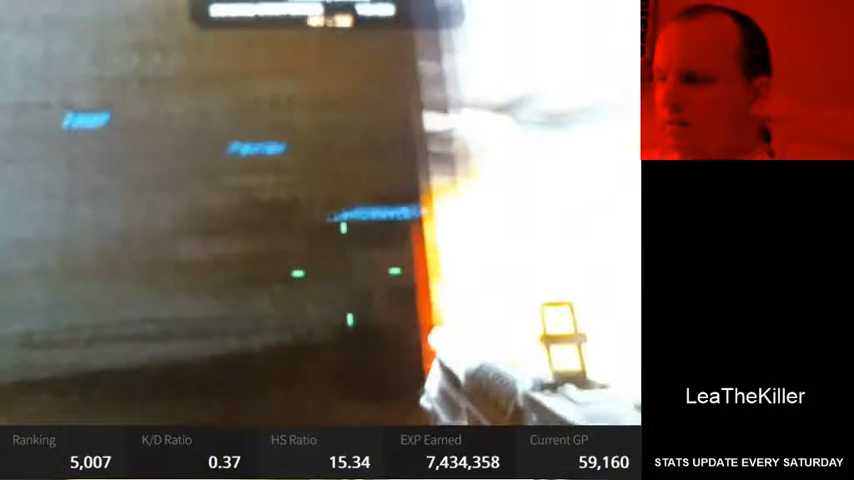 LeaTheKiller
Ranking
K/D Ratio
HS Ratio
EXP Earned
Current GP
5,007
0.37
15.34
7,434,358
59,160
STATS UPDATE EVERY SATURDAY